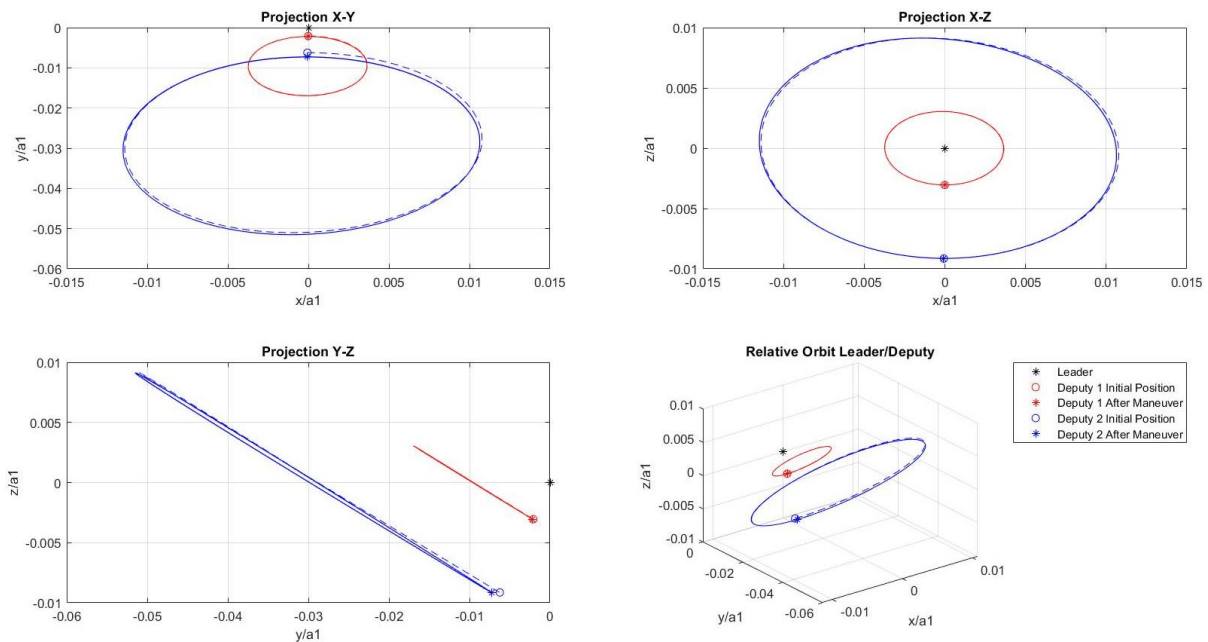 Projection X-Y
0
-0.01
-0.02
-0.03
-0.04
-0.05
-0.06
y/a1
-0.015
-0.01
-0.005
0
0.005
0.01
0.015
x/a1
Projection X-Z
0.01
0.005
0
-0.005
-0.01
z/a1
-0.015
-0.01
-0.005
0
0.005
0.01
0.015
x/a1
Projection Y-Z
0.01
0.005
0
-0.005
-0.01
z/a1
-0.06
-0.05
-0.04
-0.03
-0.02
-0.01
0
y/a1
Relative Orbit Leader/Deputy
0.01
0.005
0
-0.005
-0.01
z/a1
0
-0.02
-0.04
-0.06
y/a1
-0.01
0
0.01
x/a1
Leader
Deputy 1 Initial Position
Deputy 1 After Maneuver
Deputy 2 Initial Position
Deputy 2 After Maneuver